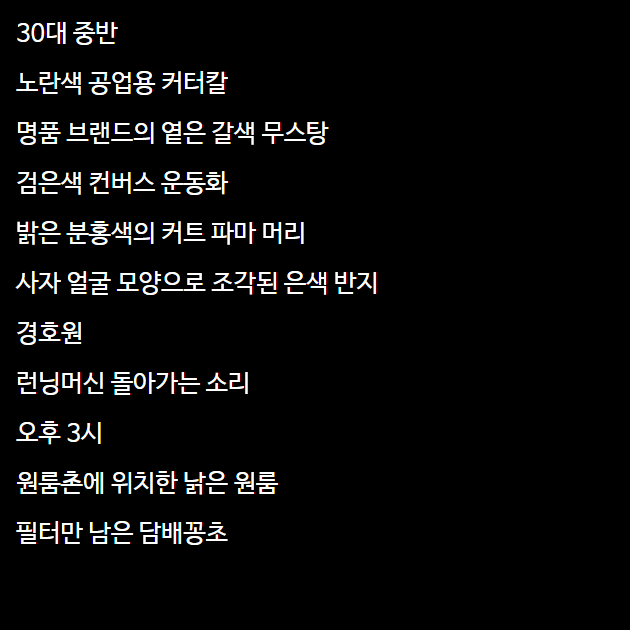 30대 중반
노란색 공업용 커터칼
명품 브랜드의 옅은 갈색 무스탕
검은색 컨버스 운동화
밝은 분홍색의 커트 파마 머리
사자 얼굴 모양으로 조각된 은색 반지
경호원
런닝머신 돌아가는 소리
오후 3시
원룸촌에 위치한 낡은 원룸
필터만 남은 담배꽁초